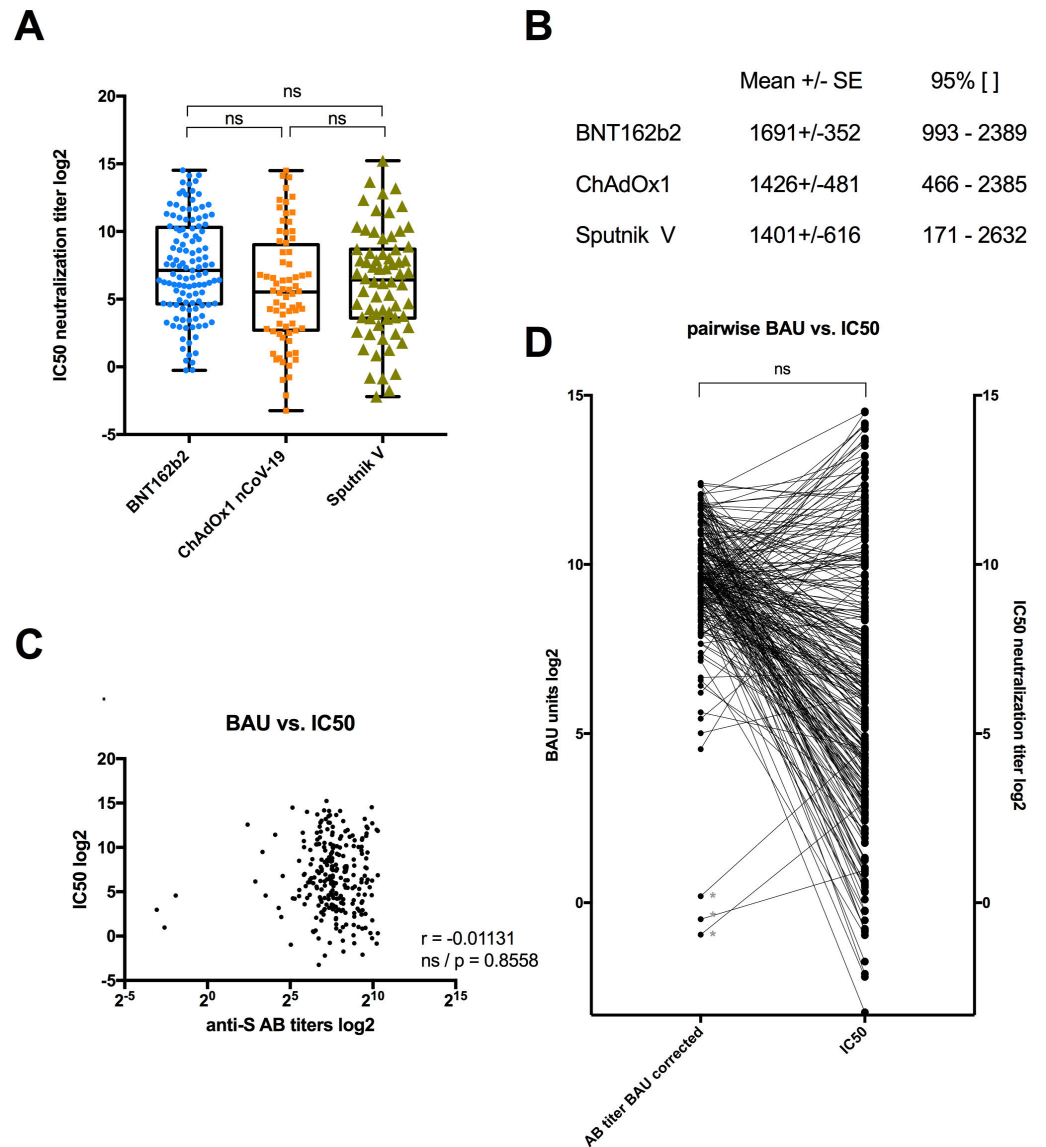 A
20
15
10
5
0
-5
IC50 neutralization titer log2
ns
ns
ns
BNT162b2
ChAdOx1 nCoV-19
Sputnik V
B
Mean +/- SE 95% [ ]
BNT162b2 1691+/-352 993 - 2389
ChAdOx1 1426+/-481 466 - 2385
Sputnik V 1401+/-616 171 - 2632
C
BAU vs. IC50
20
15
10
5
0
-5
IC50 log2
r = -0.01131
ns / p = 0.8558
2-5 20 25 210 215
anti-S AB titers log2
D
pairwise BAU vs. IC50
ns
15
10
5
0
BAU units log2
15
10
5
0
IC50 neutralization titer log2
*
*
*
AB titer BAU corrected
IC50